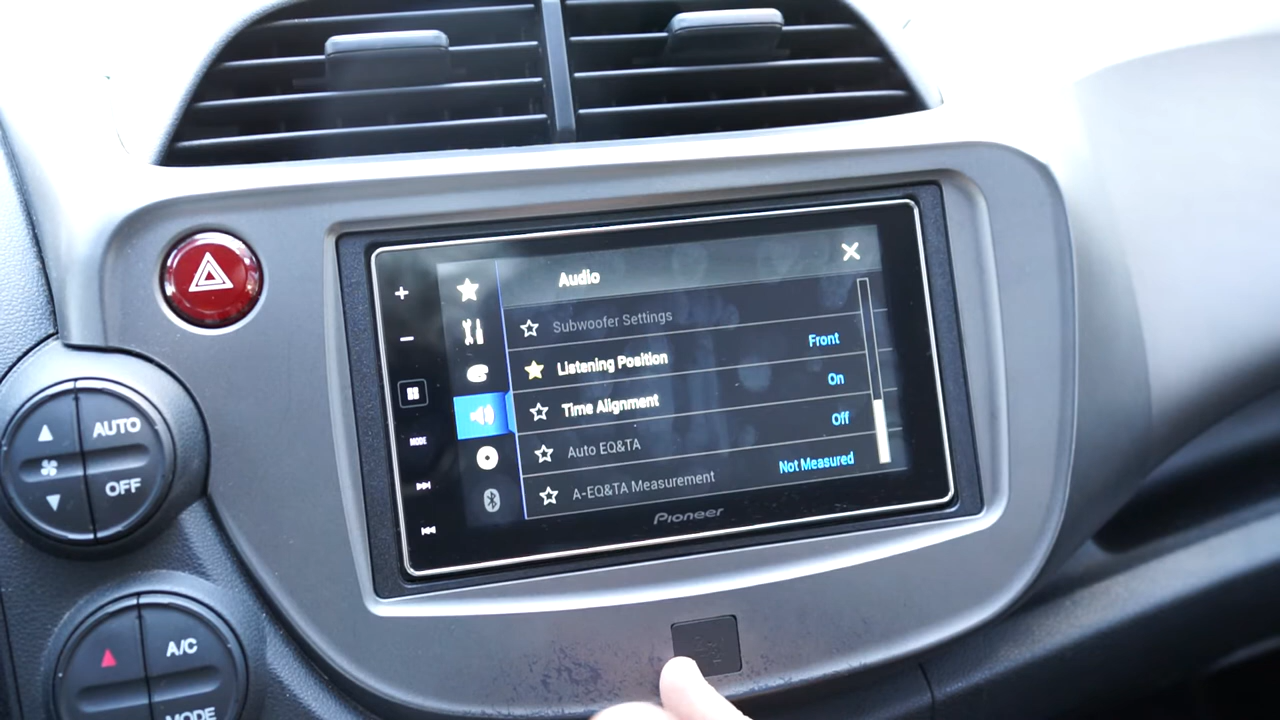 Audio
Subwoofer Settings
Listening Position Front
Time Alignment On
Auto EQ&TA Off
A-EQ&TA Measurement Not Measured
+
−
MODE
Pioneer
AUTO
OFF
A/C
MODE